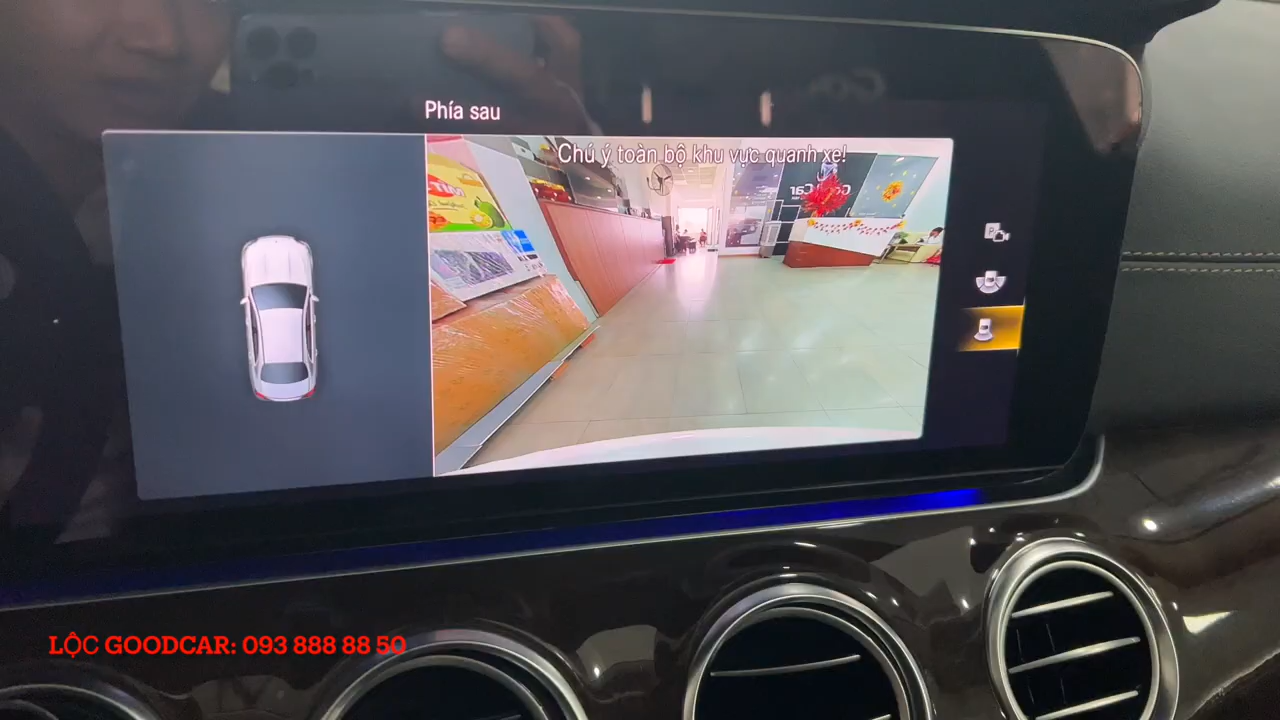 Phía sau
Chú ý toàn bộ khu vực quanh xe!
LỘC GOODCAR: 093 888 88 50